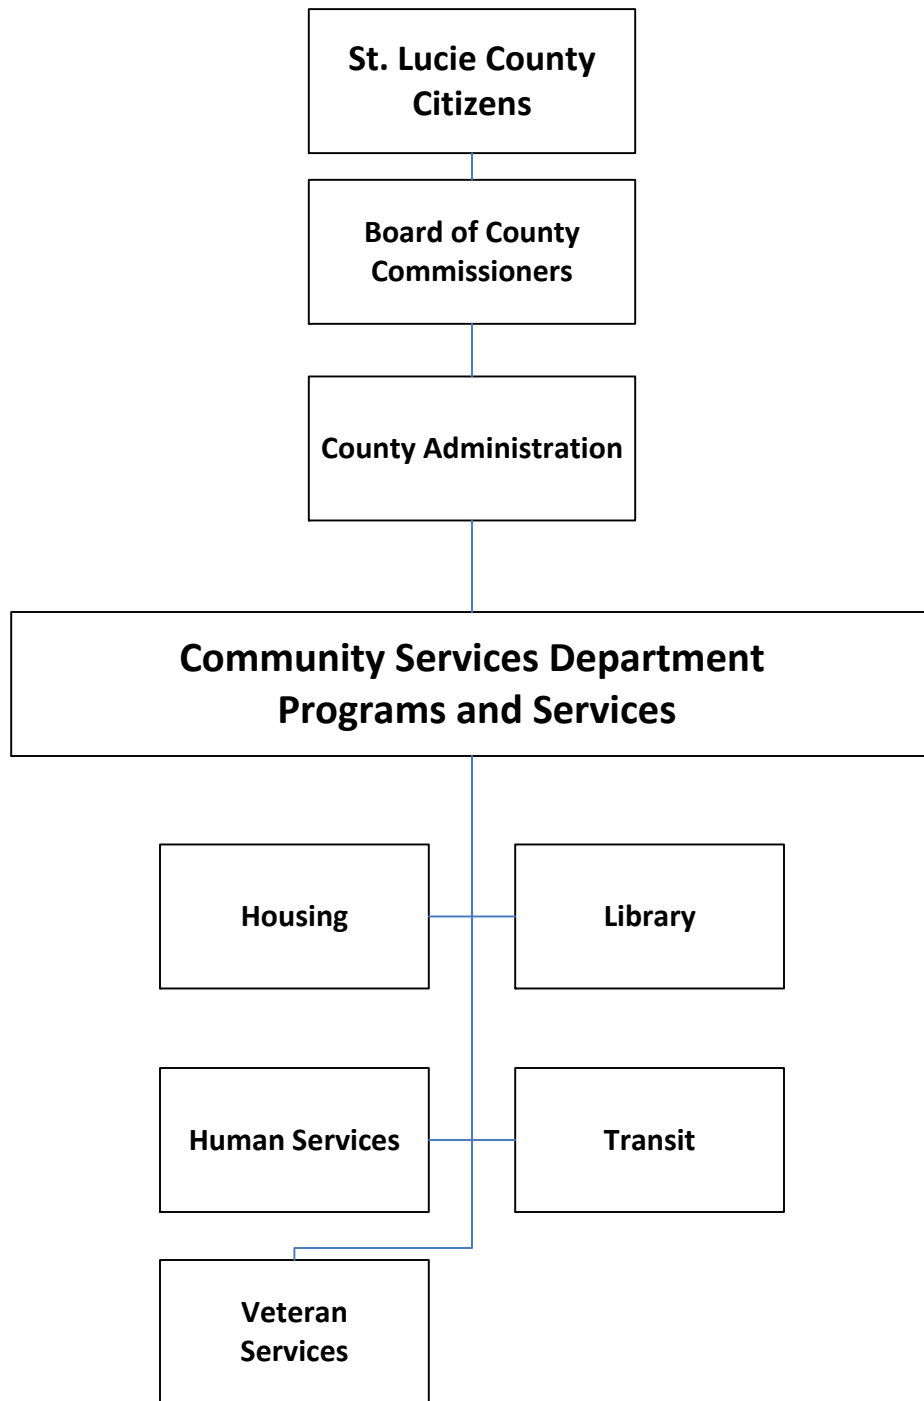 St. Lucie County
Citizens
Board of County
Commissioners
County Administration
Community Services Department
Programs and Services
Housing
Library
Human Services
Transit
Veteran
Services